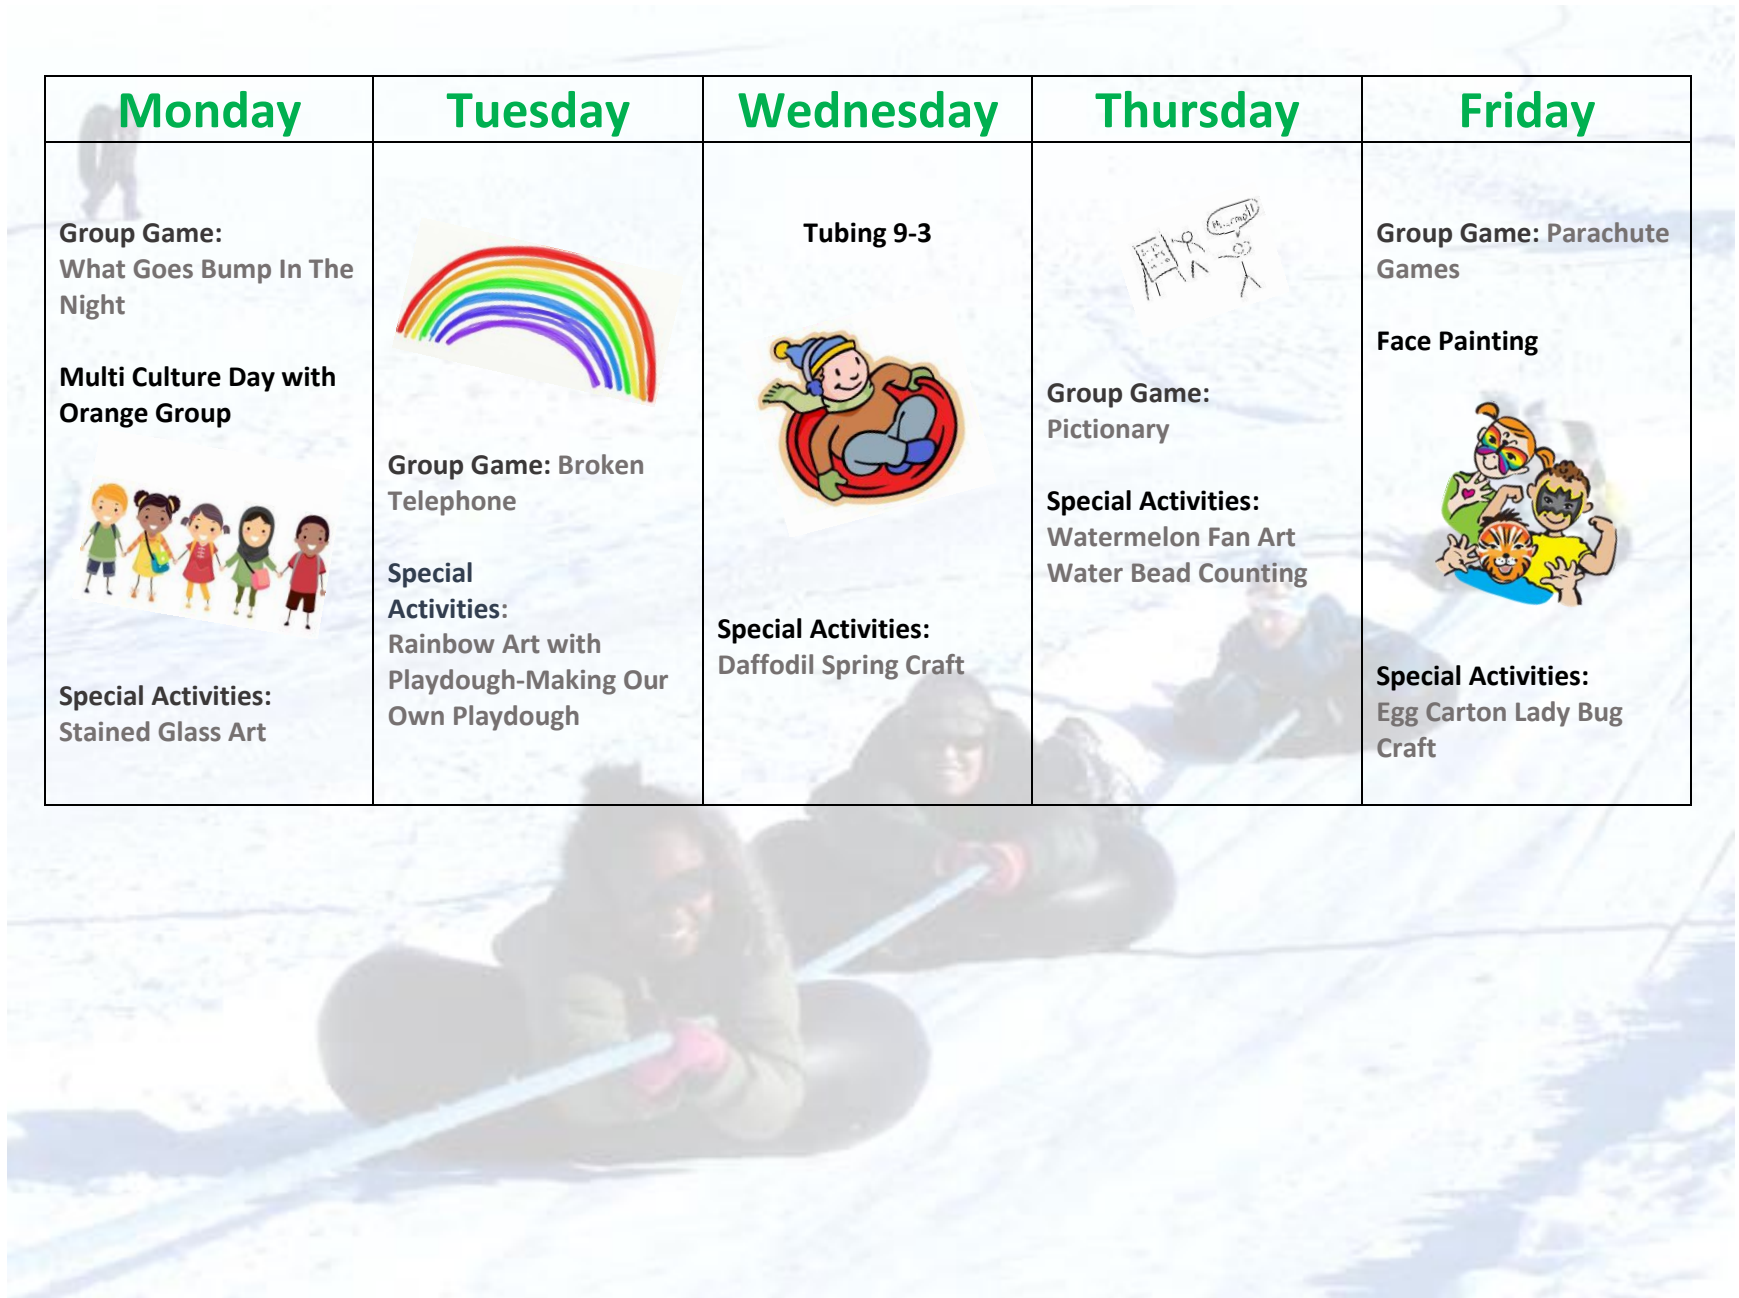 Monday
Tuesday
Wednesday
Thursday
Friday
Group Game:
What Goes Bump In The
Night
Multi Culture Day with
Orange Group
Special Activities:
Stained Glass Art
Group Game: Broken
Telephone
Special
Activities:
Rainbow Art with
Playdough-Making Our
Own Playdough
Tubing 9-3
Special Activities:
Daffodil Spring Craft
Group Game:
Pictionary
Special Activities:
Watermelon Fan Art
Water Bead Counting
Group Game: Parachute
Games
Face Painting
Special Activities:
Egg Carton Lady Bug
Craft